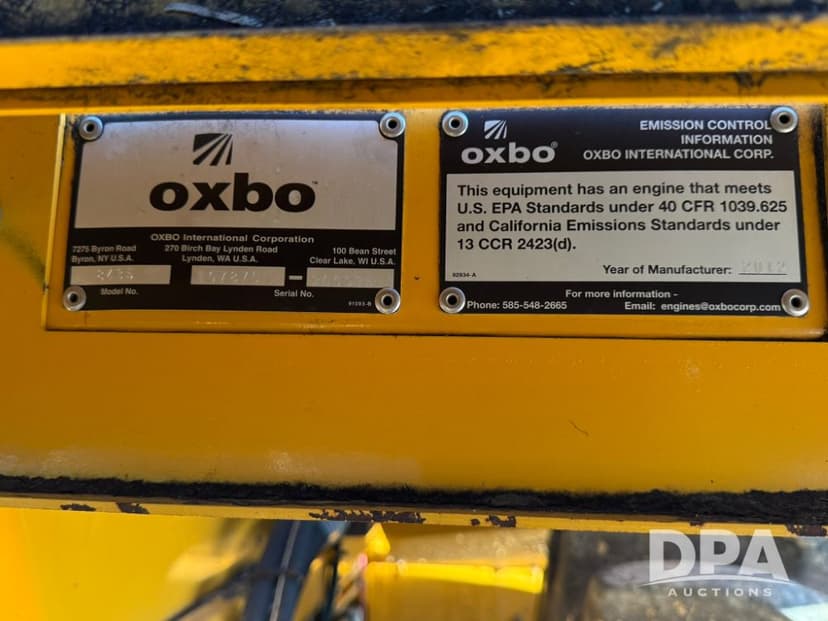 oxbo™
OXBO International Corporation
7275 Byron Road
Byron, NY U.S.A.
270 Birch Bay Lynden Road
Lynden, WA U.S.A.
100 Bean Street
Clear Lake, WI U.S.A.
Model No.
Serial No.
91093-B
oxbo®
EMISSION CONTROL
INFORMATION
OXBO INTERNATIONAL CORP.
This equipment has an engine that meets
U.S. EPA Standards under 40 CFR 1039.625
and California Emissions Standards under
13 CCR 2423(d).
92934-A
Year of Manufacturer: 2012
For more information -
Phone: 585-548-2665
Email: engines@oxbocorp.com
DPA
AUCTIONS